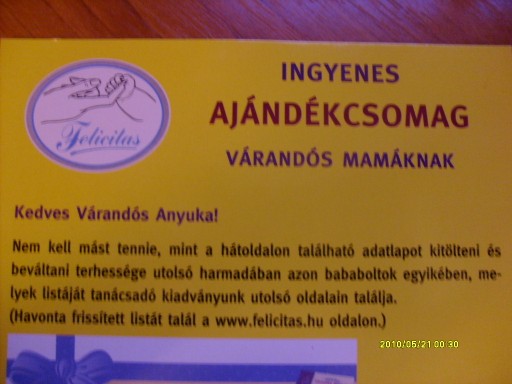 Felicitas
INGYENES
AJÁNDÉKCSOMAG
VÁRANDÓS MAMÁKNAK
Kedves Várandós Anyuka!
Nem kell mást tennie, mint a hátoldalon található adatlapot kitölteni és
beváltani terhessége utolsó harmadában azon bababoltok egyikében, me-
lyek listáját tanácsadó kiadványunk utolsó oldalain találja.
(Havonta frissített listát talál a www.felicitas.hu oldalon.)
2010/05/21 00:30